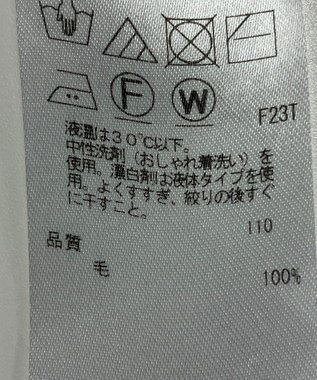 F W
F23T
液温は30℃以下。
中性洗剤（おしゃれ着洗い）を
使用。漂白剤は液体タイプを使
用。よくすすぎ、絞りの後すぐ
に干すこと。
110
品質
毛 100%